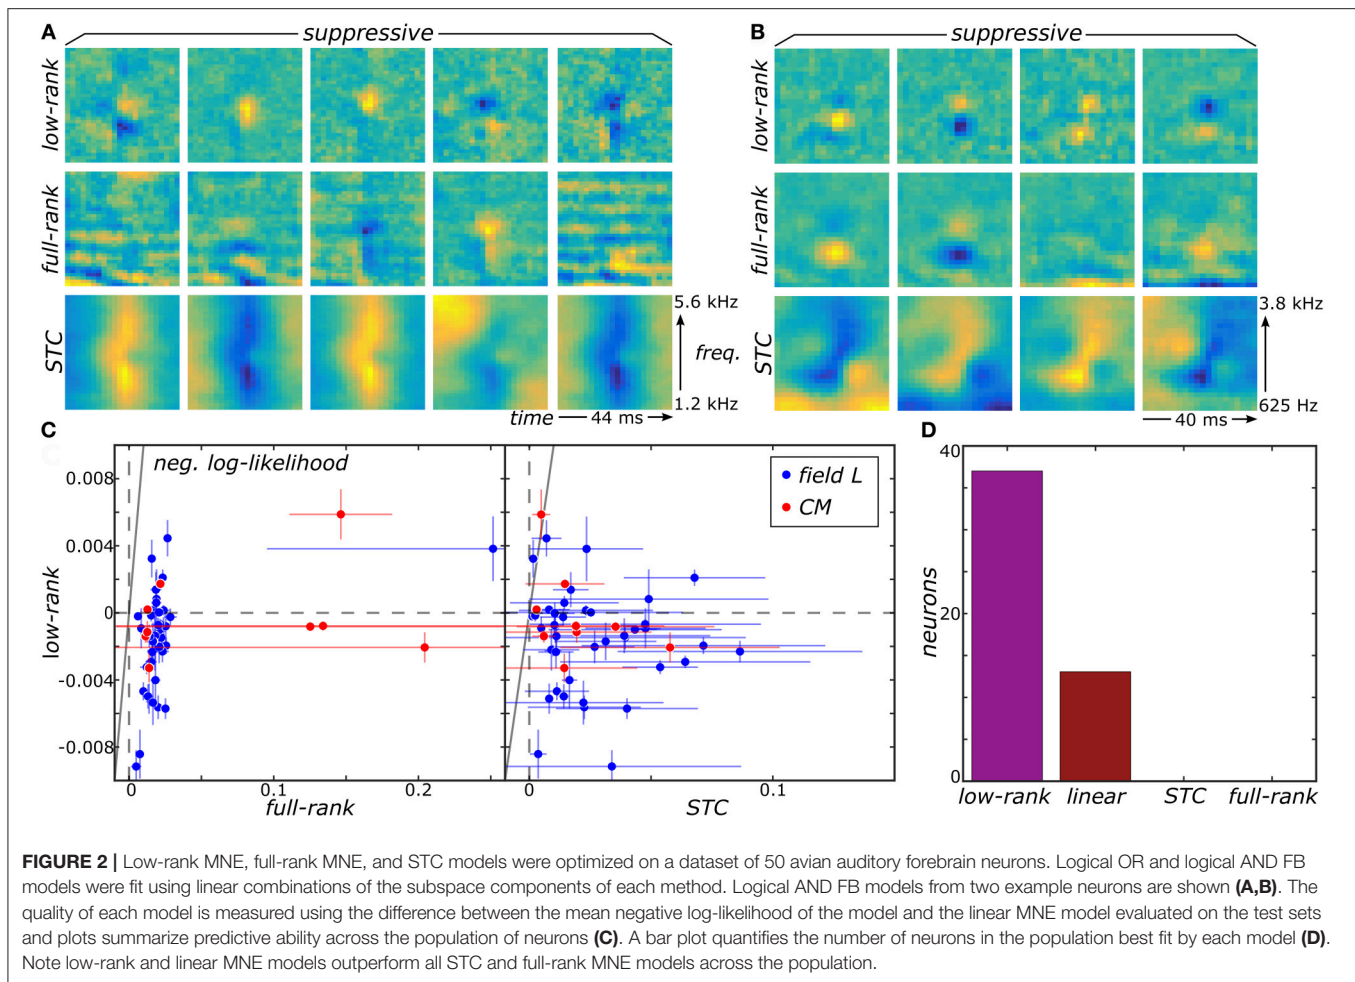 A
suppressive
B
suppressive
low-rank
low-rank
full-rank
full-rank
STC
5.6 kHz
freq.
1.2 kHz
time
44 ms
STC
3.8 kHz
625 Hz
40 ms
C
neg. log-likelihood
field L
CM
low-rank
0.008
0.004
0
-0.004
-0.008
0
0.1
0.2
full-rank
0
0.1
STC
D
neurons
40
20
0
low-rank
linear
STC
full-rank
FIGURE 2 | Low-rank MNE, full-rank MNE, and STC models were optimized on a dataset of 50 avian auditory forebrain neurons. Logical OR and logical AND FB
models were fit using linear combinations of the subspace components of each method. Logical AND FB models from two example neurons are shown (A,B). The
quality of each model is measured using the difference between the mean negative log-likelihood of the model and the linear MNE model evaluated on the test sets
and plots summarize predictive ability across the population of neurons (C). A bar plot quantifies the number of neurons in the population best fit by each model (D).
Note low-rank and linear MNE models outperform all STC and full-rank MNE models across the population.